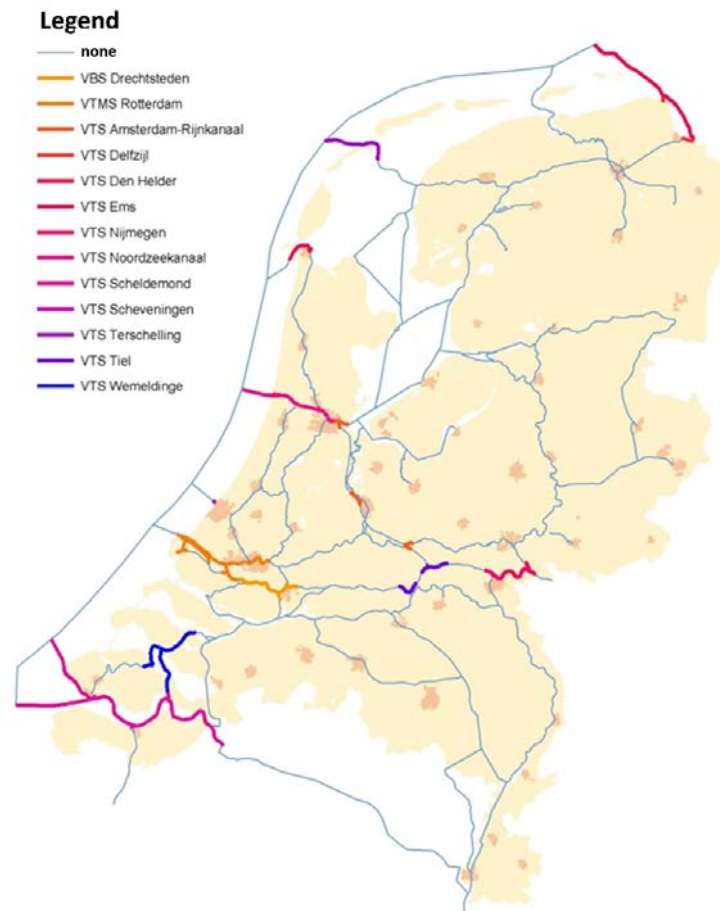 Legend
none
VBS Drechtsteden
VTMS Rotterdam
VTS Amsterdam-Rijnkanaal
VTS Delfzijl
VTS Den Helder
VTS Ems
VTS Nijmegen
VTS Noordzeekanaal
VTS Scheldemond
VTS Scheveningen
VTS Terschelling
VTS Tiel
VTS Wemeldinge